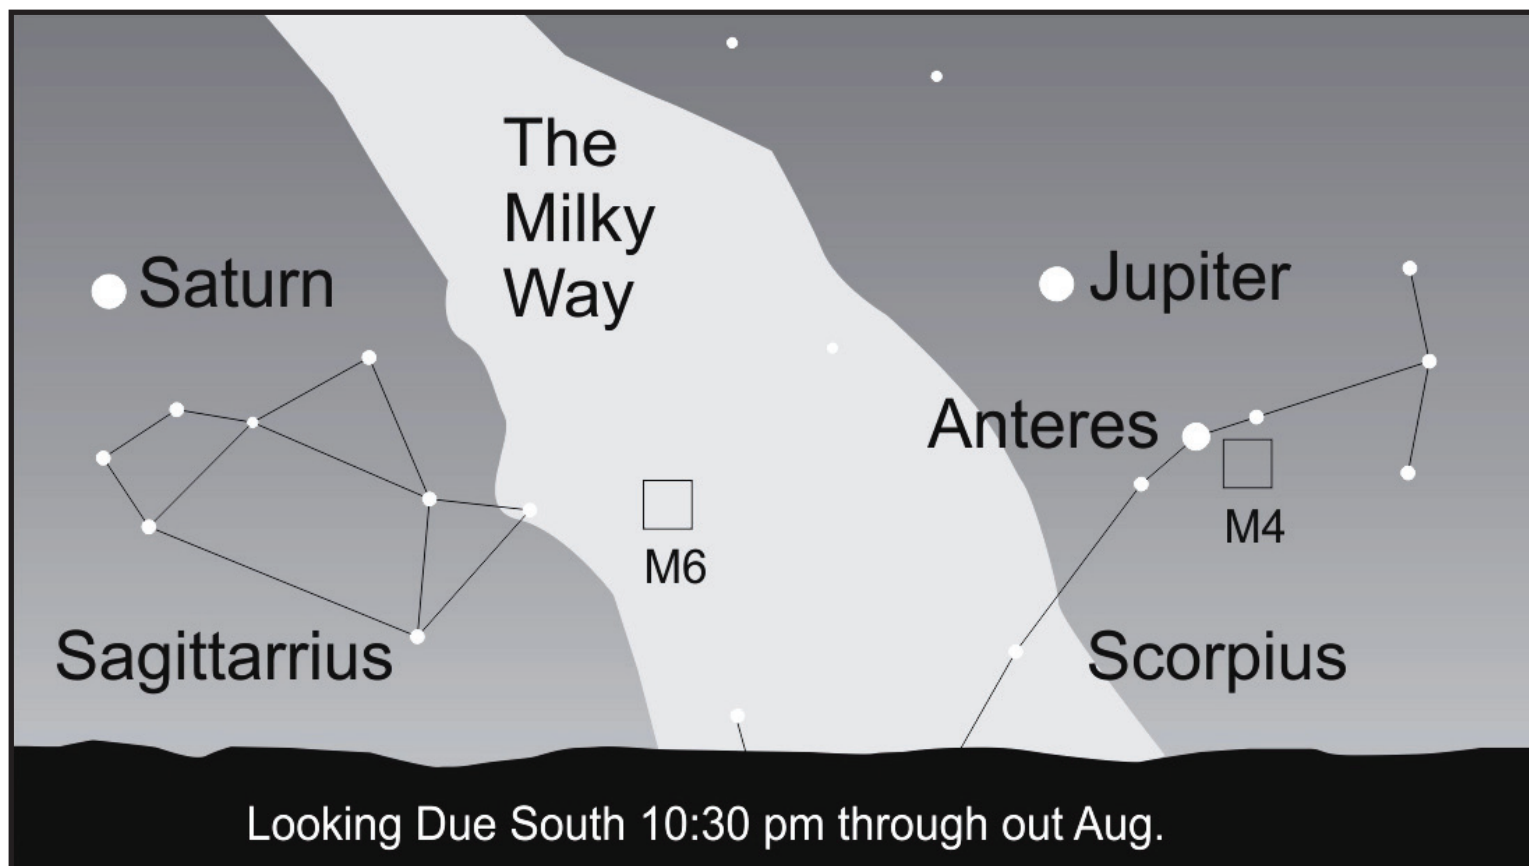 The
Milky
Way
Saturn
Jupiter
Anteres
M6
M4
Sagittarrius
Scorpius
Looking Due South 10:30 pm through out Aug.